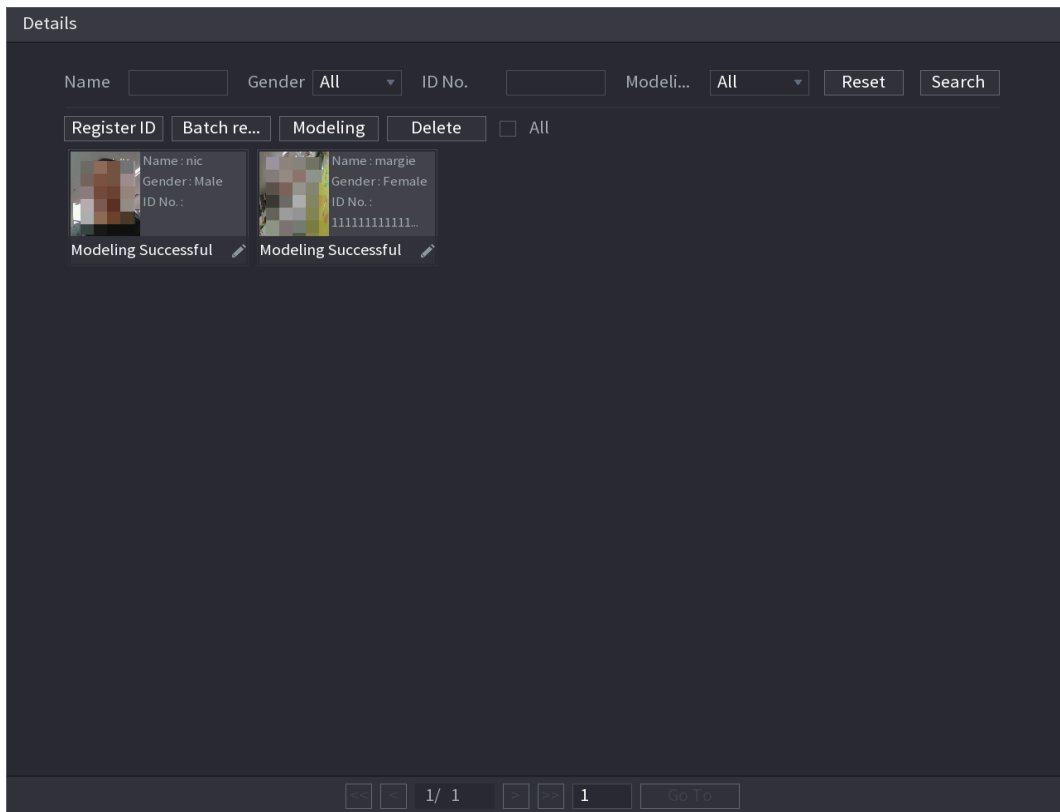 Details
Name Gender All ID No. Modeli... All Reset Search
Register ID Batch re... Modeling Delete All
Name : nic
Gender : Male
ID No. :
Modeling Successful
Name : margie
Gender : Female
ID No. :
111111111111...
Modeling Successful
<< < 1/ 1 > >> 1 Go To